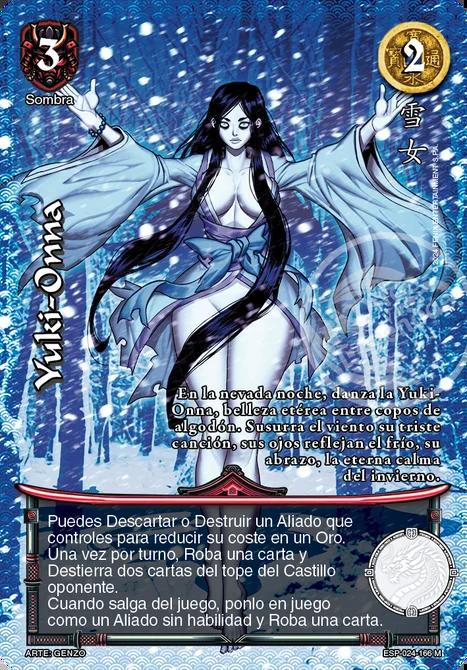 3
Sombra
2
雪女
Yuki-Onna
En la nevada noche, danza la Yuki-
Onna, belleza etérea entre copos de
algodón. Susurra el viento su triste
canción, sus ojos reflejan el frío, su
abrazo, la eterna calma
del invierno.
Puedes Descartar o Destruir un Aliado que
controles para reducir su coste en un Oro.
Una vez por turno, Roba una carta y
Destierra dos cartas del tope del Castillo
oponente.
Cuando salga del juego, ponlo en juego
como un Aliado sin habilidad y Roba una carta.
ARTE: GENZO
ESP-024-166 M